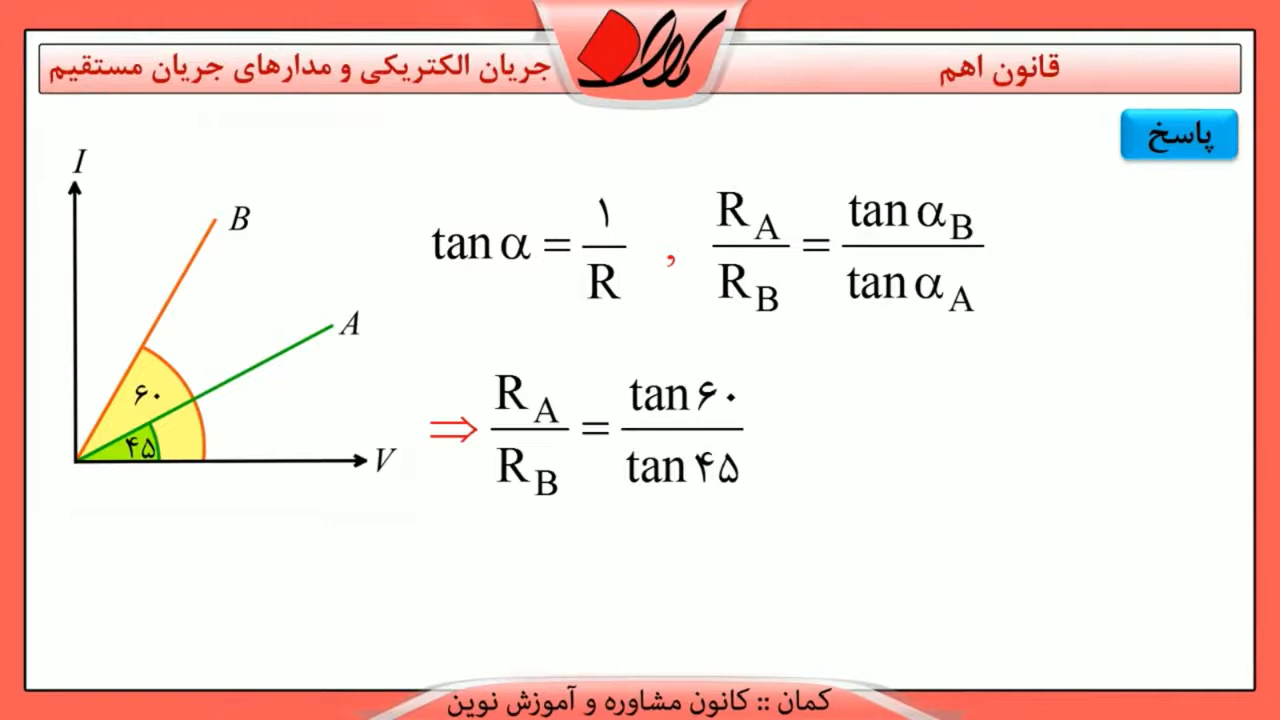 قانون اهم
جریان الکتریکی و مدارهای جریان مستقیم
کمان
پاسخ
I
B
A
۶۰
۴۵
V
tan α = ۱/R , R_A/R_B = tan α_B/tan α_A
⇒ R_A/R_B = tan ۶۰/tan ۴۵
کمان :: کانون مشاوره و آموزش نوین